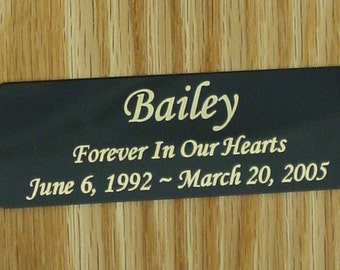 Bailey
Forever In Our Hearts
June 6, 1992 ~ March 20, 2005